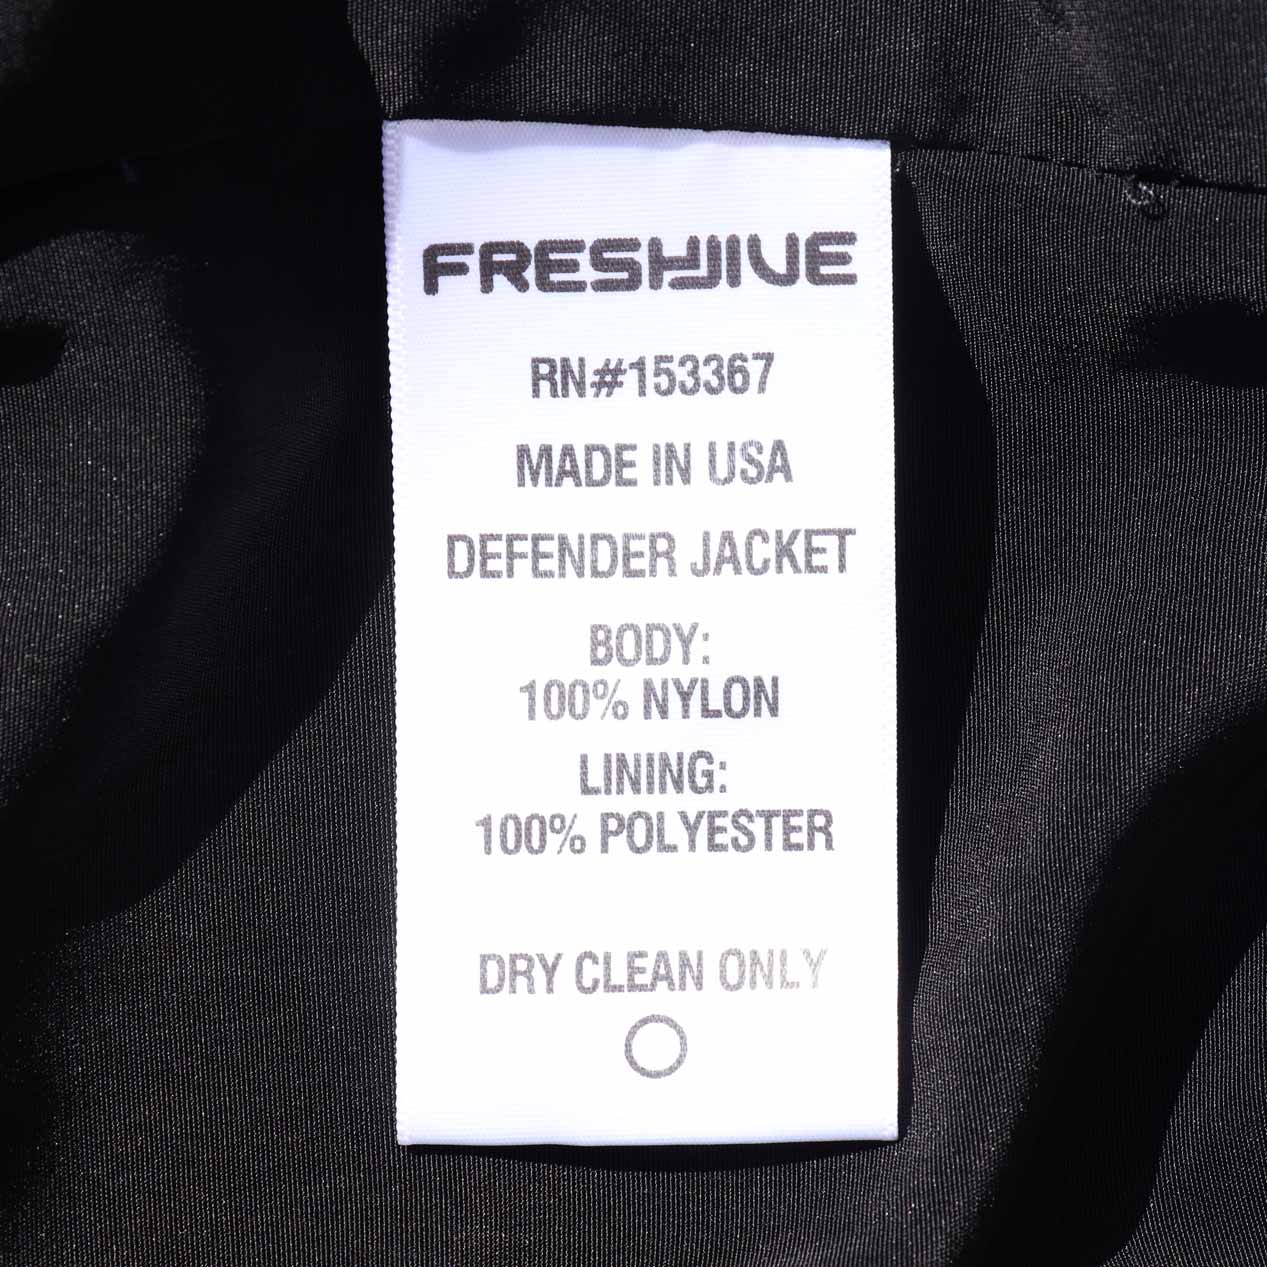 FRESHJIVE
RN#153367
MADE IN USA
DEFENDER JACKET
BODY:
100% NYLON
LINING:
100% POLYESTER
DRY CLEAN ONLY